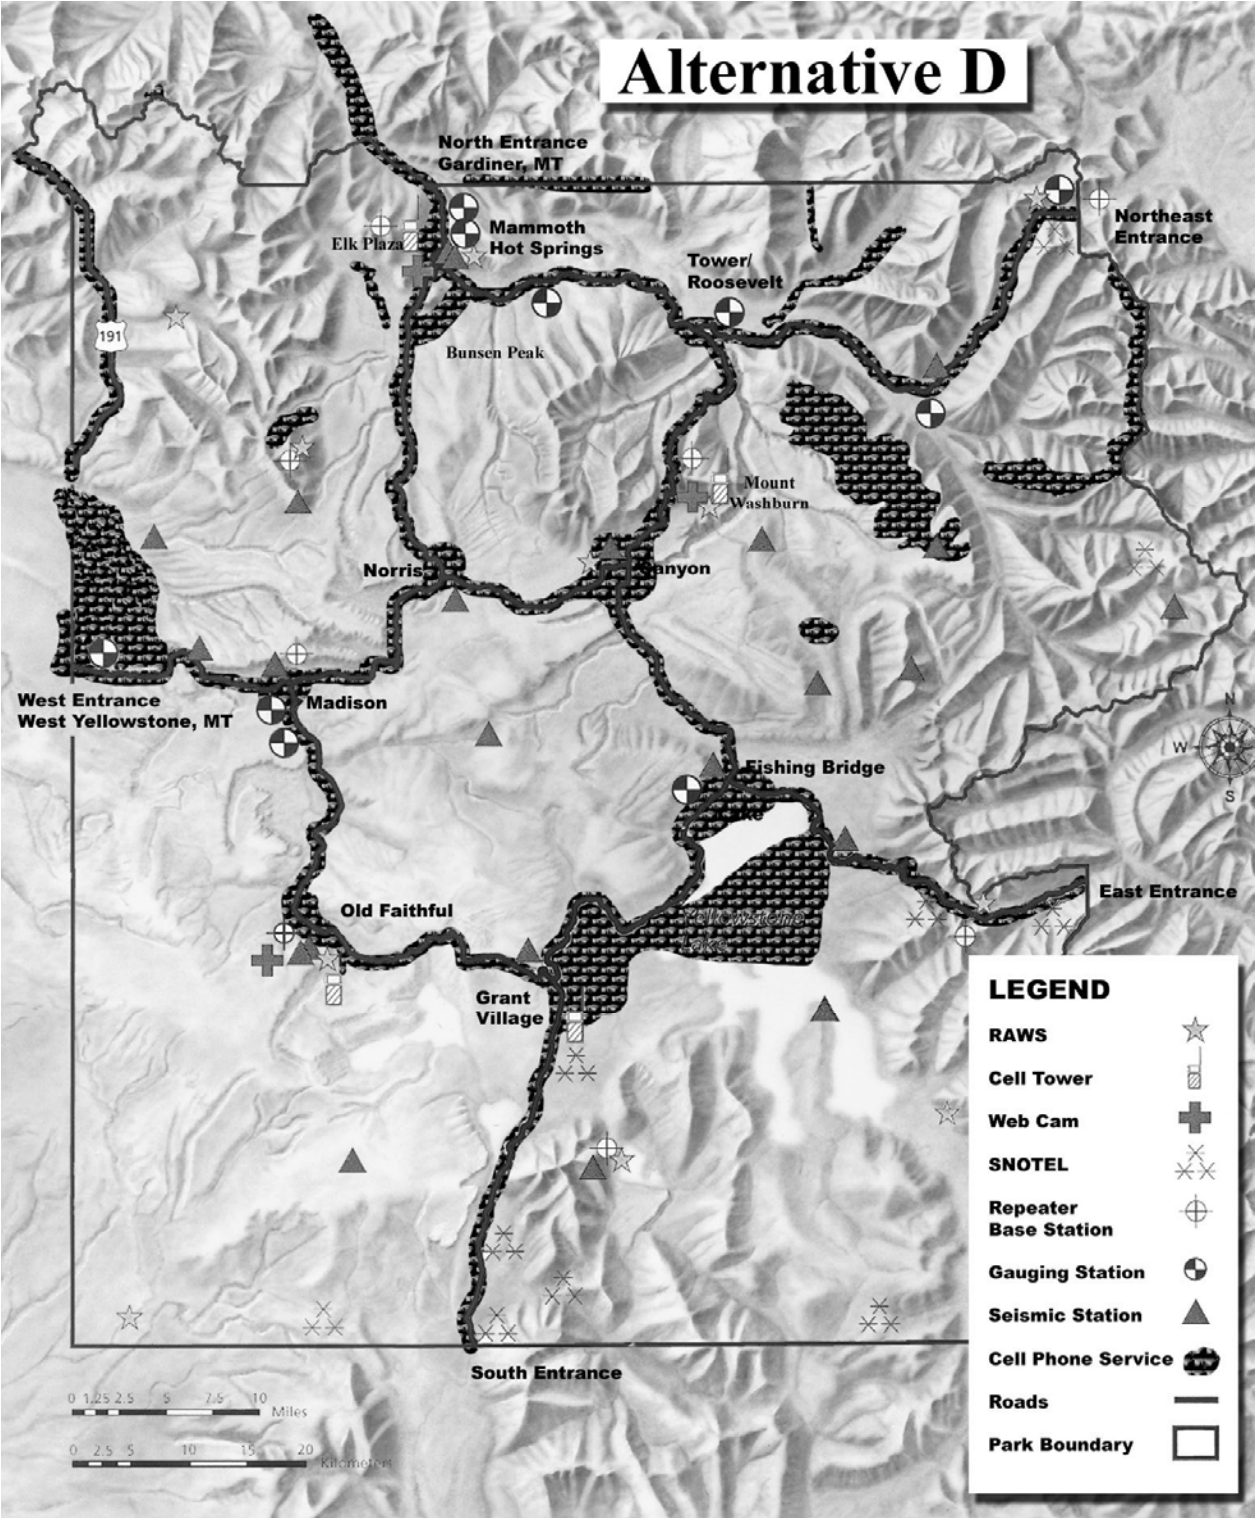 Alternative D
North Entrance
Gardiner, MT
Northeast
Entrance
Elk Plaza
Mammoth
Hot Springs
Tower/
Roosevelt
191
Bunsen Peak
Mount
Washburn
Norris
Canyon
West Entrance
West Yellowstone, MT
Madison
N
W
S
Fishing Bridge
East Entrance
Old Faithful
Yellowstone
Lake
Grant
Village
LEGEND
RAWS
Cell Tower
Web Cam
SNOTEL
Repeater
Base Station
Gauging Station
Seismic Station
Cell Phone Service
Roads
Park Boundary
South Entrance
0 1.25 2.5 5 7.5 10
Miles
0 2.5 5 10 15 20
Kilometers